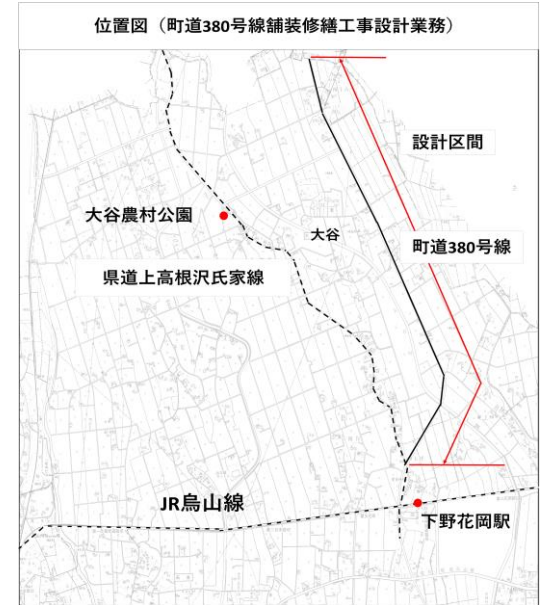 位置図（町道380号線舗装修繕工事設計業務）
設計区間
大谷農村公園
大谷
町道380号線
県道上高根沢氏家線
JR烏山線
下野花岡駅